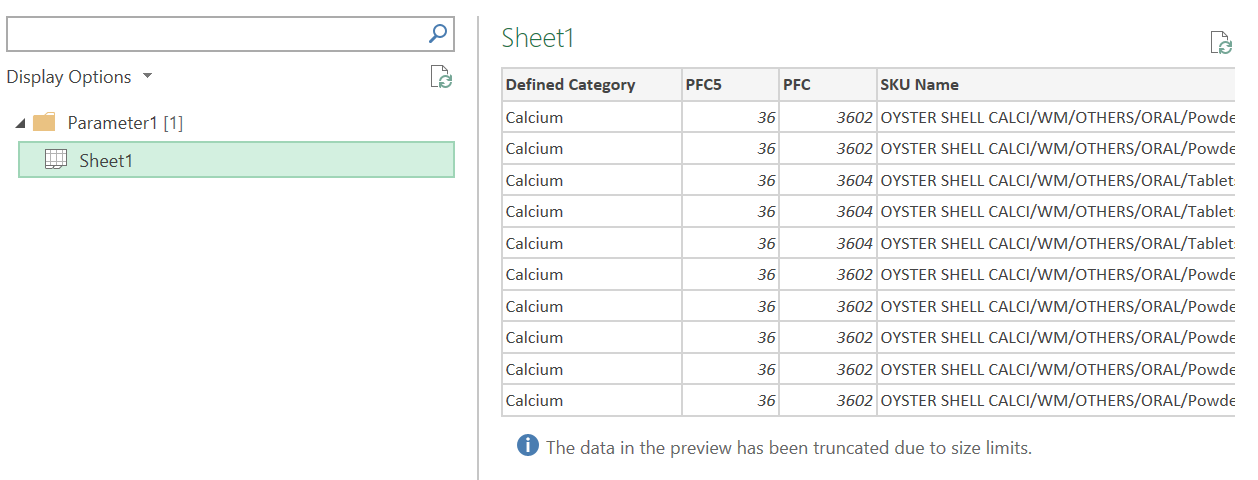 Display Options
Parameter1 [1]
Sheet1
Sheet1
Defined Category PFC5 PFC SKU Name
Calcium 36 3602 OYSTER SHELL CALCI/WM/OTHERS/ORAL/Powde
Calcium 36 3602 OYSTER SHELL CALCI/WM/OTHERS/ORAL/Powde
Calcium 36 3604 OYSTER SHELL CALCI/WM/OTHERS/ORAL/Tablets
Calcium 36 3604 OYSTER SHELL CALCI/WM/OTHERS/ORAL/Tablets
Calcium 36 3604 OYSTER SHELL CALCI/WM/OTHERS/ORAL/Tablets
Calcium 36 3602 OYSTER SHELL CALCI/WM/OTHERS/ORAL/Powde
Calcium 36 3602 OYSTER SHELL CALCI/WM/OTHERS/ORAL/Powde
Calcium 36 3602 OYSTER SHELL CALCI/WM/OTHERS/ORAL/Powde
Calcium 36 3602 OYSTER SHELL CALCI/WM/OTHERS/ORAL/Powde
Calcium 36 3602 OYSTER SHELL CALCI/WM/OTHERS/ORAL/Powde
The data in the preview has been truncated due to size limits.